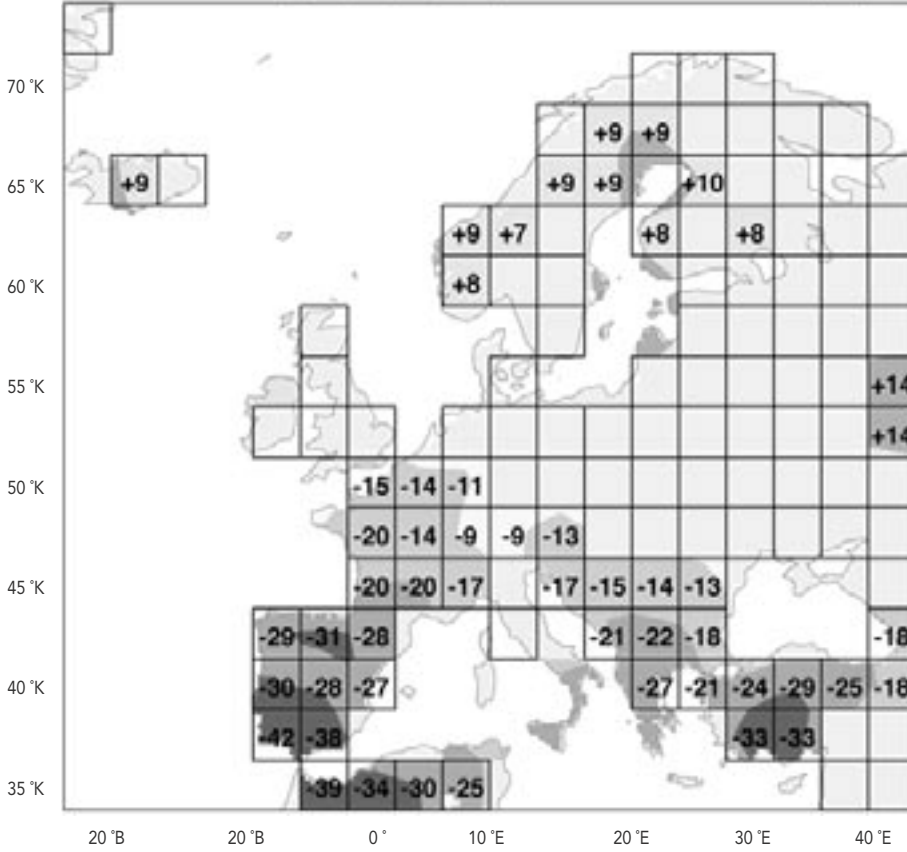 70 °K
+9 +9
65 °K +9 +9 +9 +10
+9 +7 +8 +8
60 °K +8
55 °K +14
+14
50 °K -15 -14 -11
-20 -14 -9 -9 -13
45 °K -20 -20 -17 -17 -15 -14 -13
-29 -31 -28 -21 -22 -18 -18
40 °K -30 -28 -27 -27 -21 -24 -29 -25 -18
-42 -38 -33 -33
35 °K -39 -34 -30 -25
20 °B 20 °B 0 ° 10 °E 20 °E 30 °E 40 °E